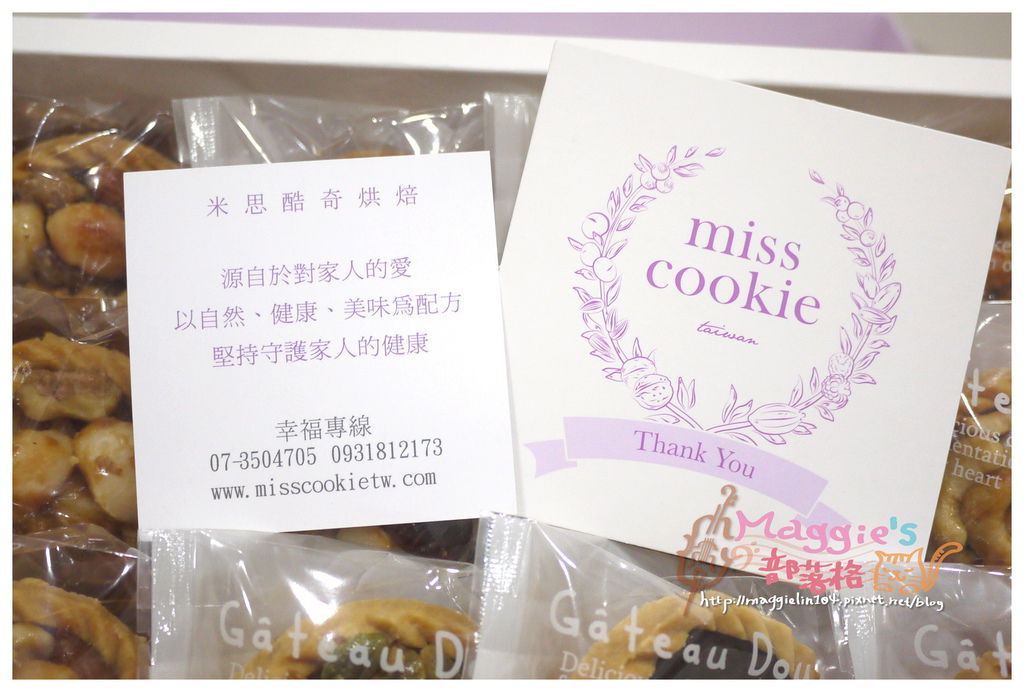 米思酷奇烘焙
源自於對家人的愛
以自然、健康、美味為配方
堅持守護家人的健康
幸福專線
07-3504705 0931812173
www.misscookietw.com
miss
cookie
taiwan
Thank You
Maggie's
部落格
http://maggielin104.pixnet.net/blog
Gâteau D
Gâteau Dou
Gât
heart